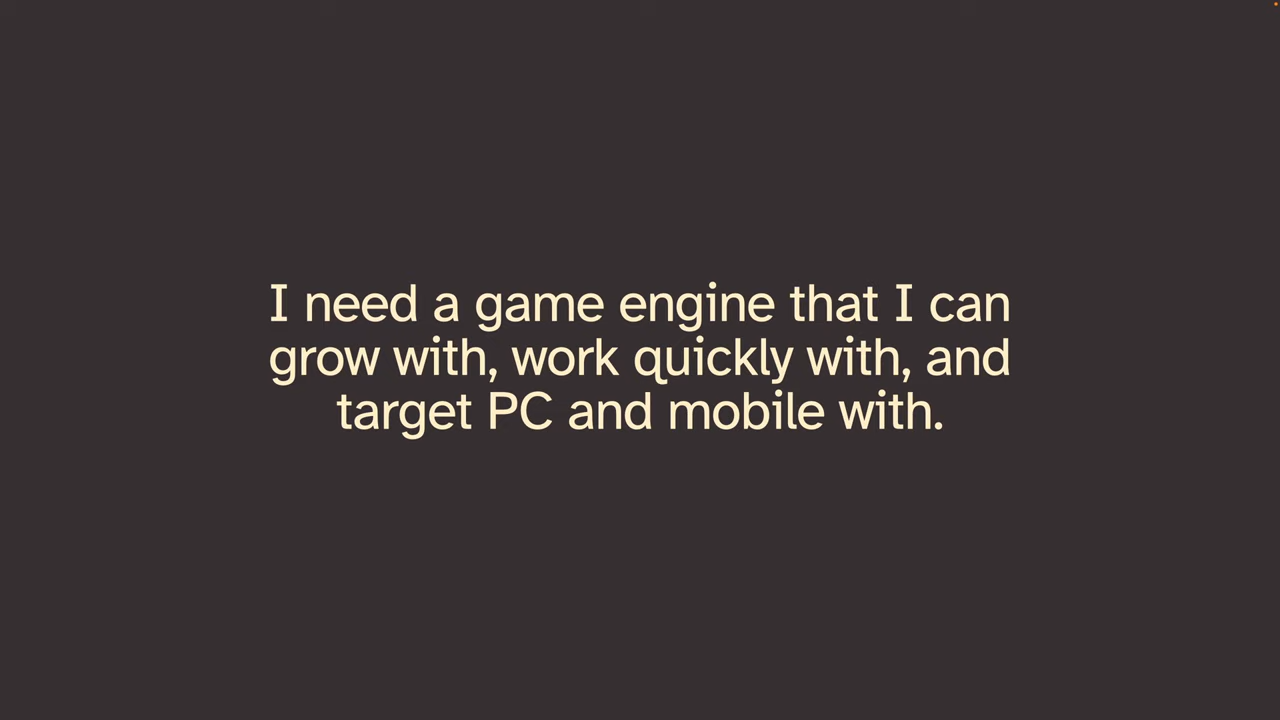 I need a game engine that I can
grow with, work quickly with, and
target PC and mobile with.